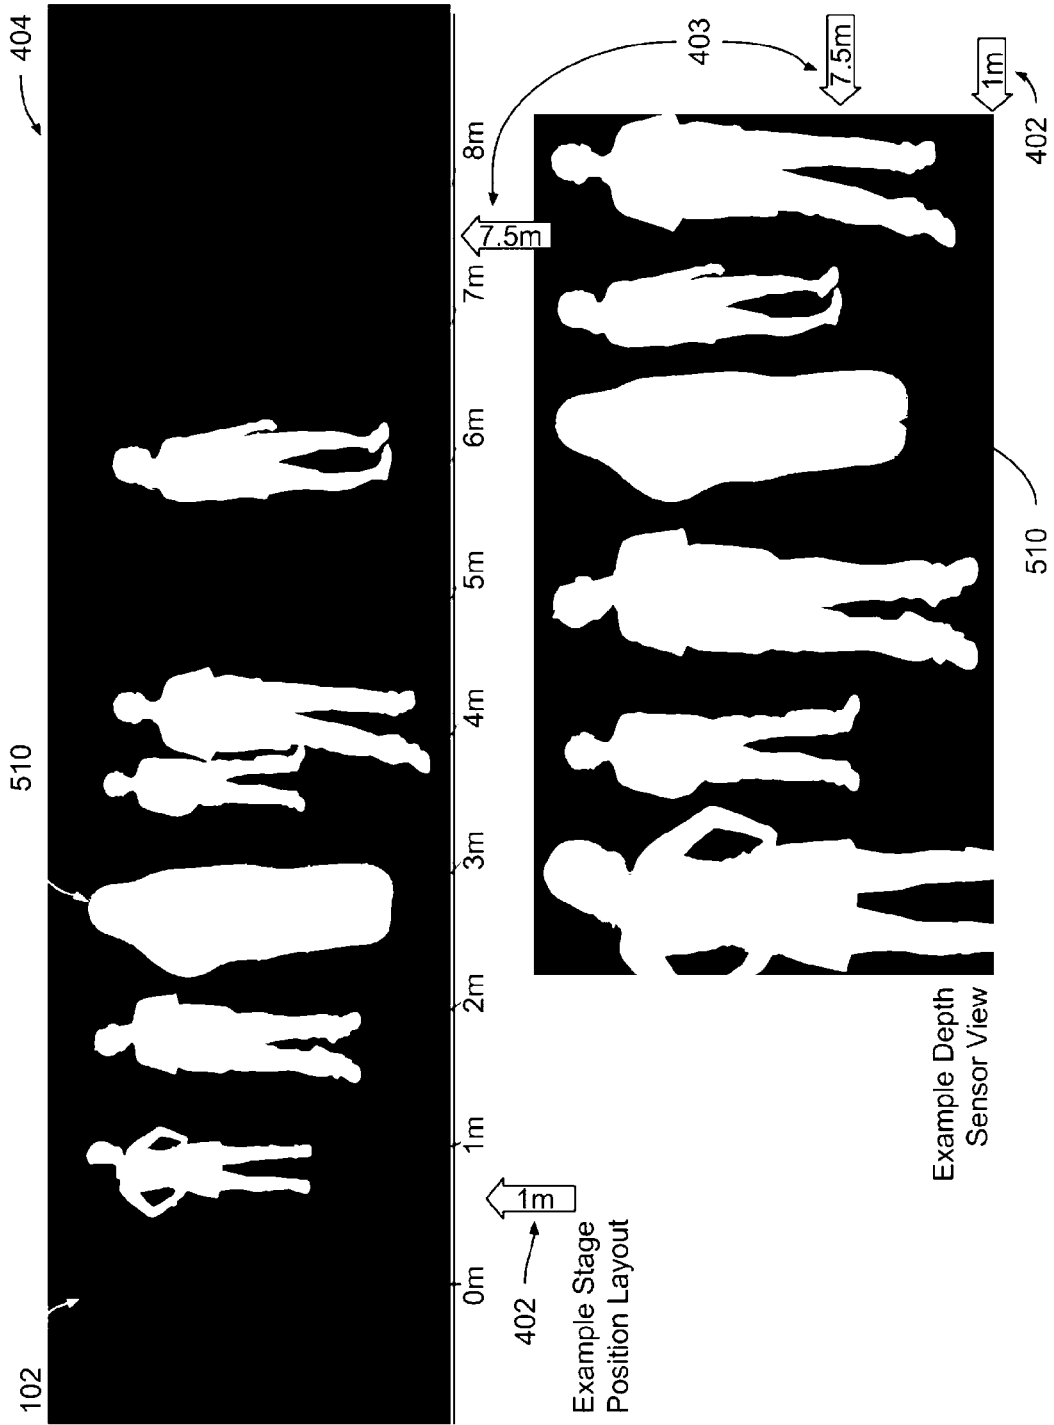 404
102
510
0m
1m
2m
3m
4m
5m
6m
7m
8m
1m
7.5m
402
403
Example Stage
Position Layout
7.5m
1m
402
510
Example Depth
Sensor View